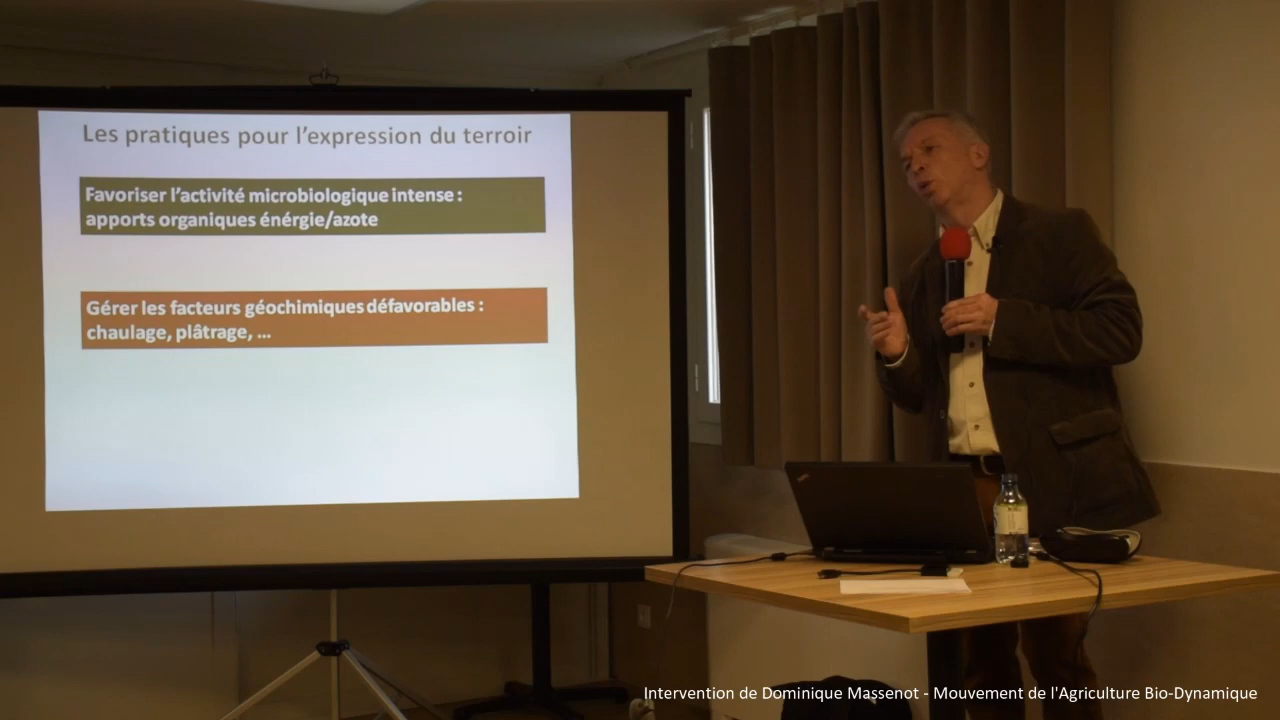 Les pratiques pour l'expression du terroir
Favoriser l'activité microbiologique intense :
apports organiques énérgie/azote
Gérer les facteurs géochimiques défavorables :
chaulage, plâtrage, ...
Intervention de Dominique Massenot - Mouvement de l'Agriculture Bio-Dynamique